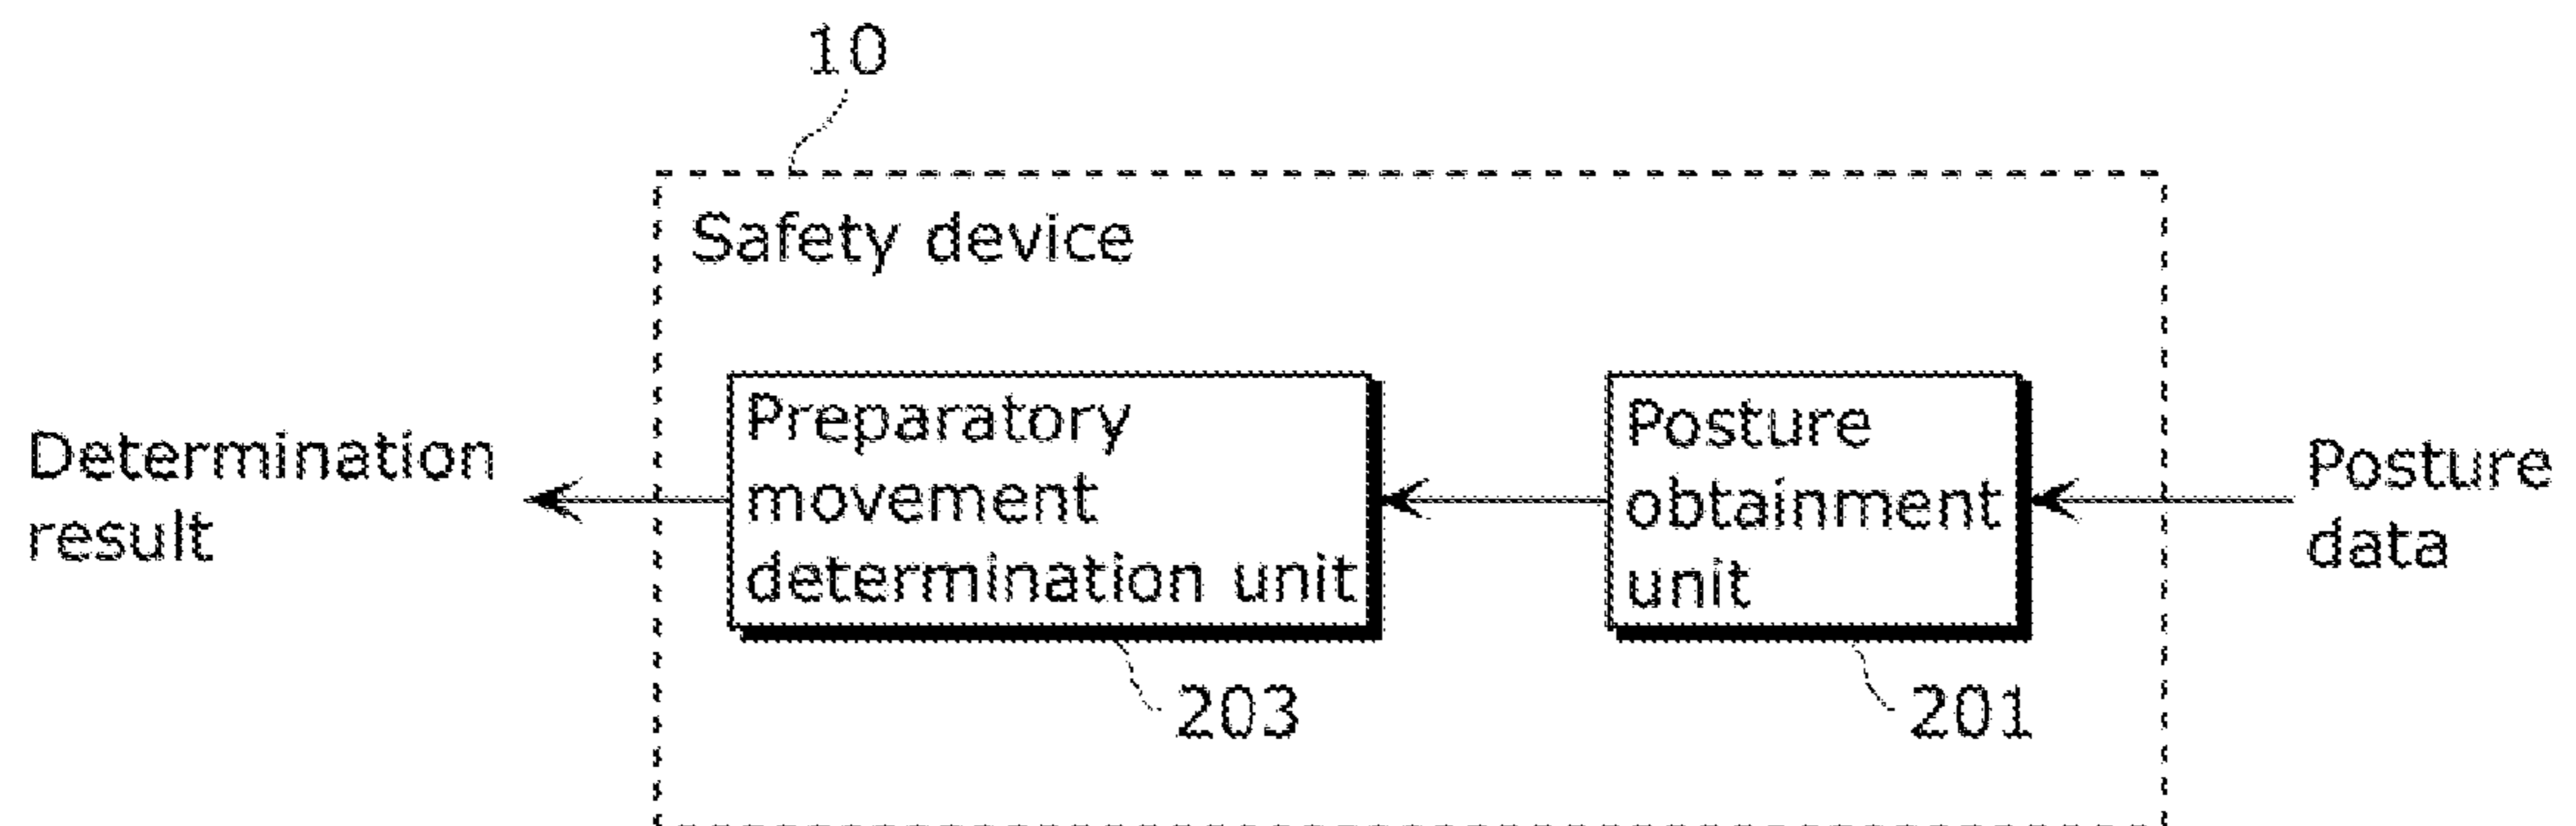 10
Safety device
Determination
result
Preparatory
movement
determination unit
Posture
obtainment
unit
Posture
data
203
201